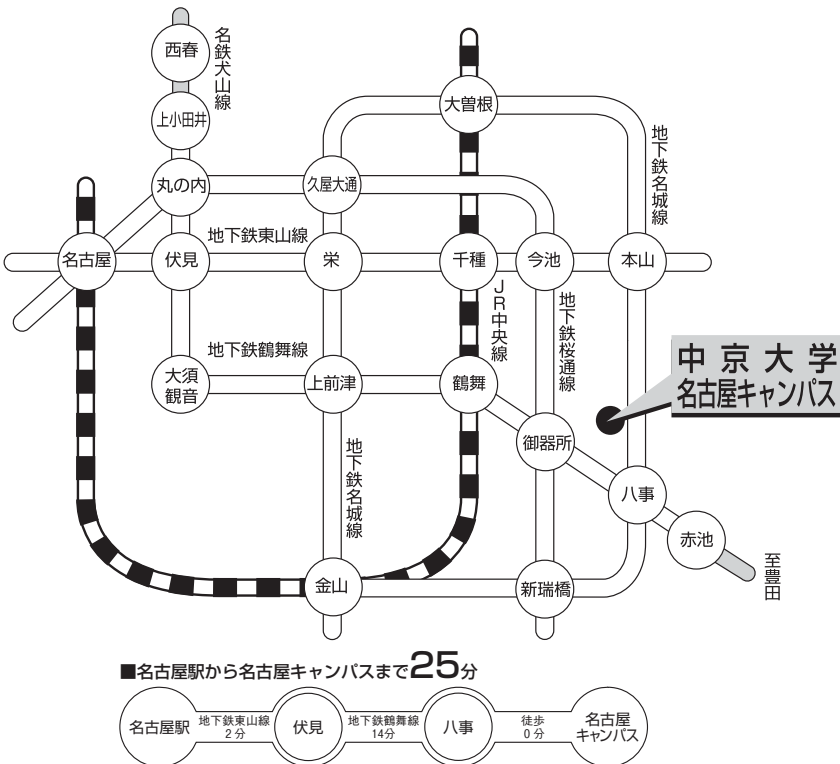 西春
名鉄犬山線
上小田井
大曽根
地下鉄名城線
丸の内
久屋大通
地下鉄東山線
名古屋
伏見
栄
千種
今池
本山
JR中央線
地下鉄桜通線
地下鉄鶴舞線
大須
観音
上前津
鶴舞
中京大学
名古屋キャンパス
御器所
地下鉄名城線
八事
赤池
至豊田
金山
新瑞橋
■名古屋駅から名古屋キャンパスまで25分
名古屋駅
地下鉄東山線
2分
伏見
地下鉄鶴舞線
14分
八事
徒歩
0分
名古屋
キャンパス